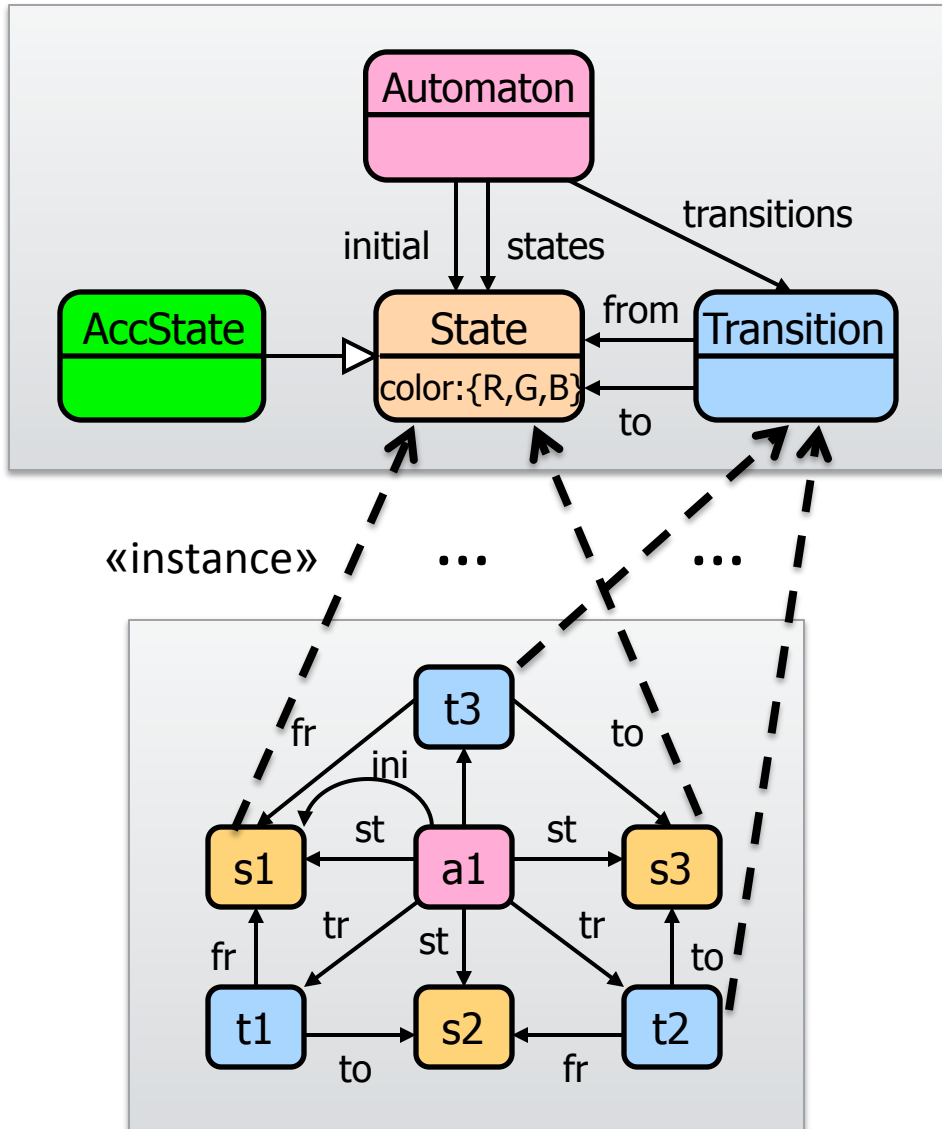 Automaton
transitions
initial
states
AccState
State
from
Transition
color:{R,G,B}
to
«instance»
...
...
t3
fr
to
ini
st
st
s1
a1
s3
tr
st
tr
fr
to
t1
s2
t2
to
fr